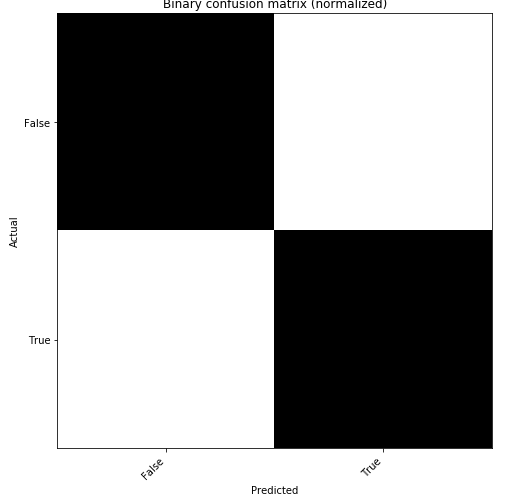 Binary confusion matrix (normalized)
False
Actual
True
False
True
Predicted